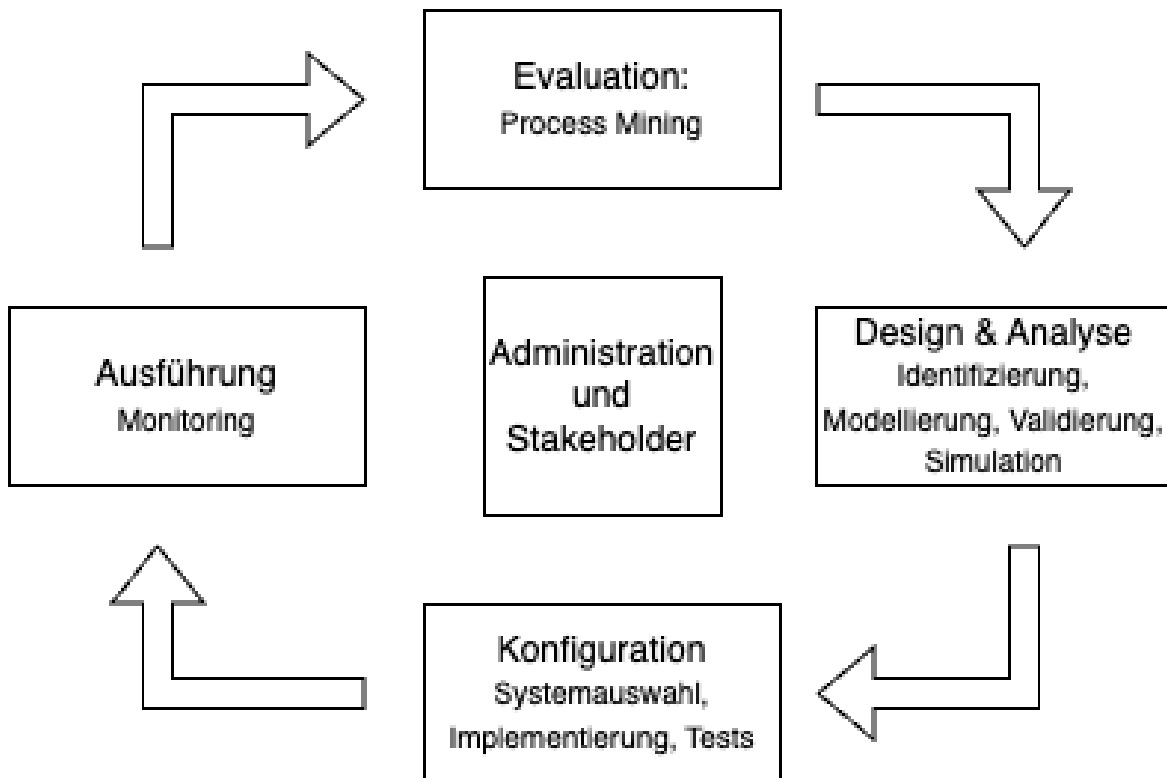 Evaluation:
Process Mining
Design & Analyse
Identifizierung,
Modellierung, Validierung,
Simulation
Administration
und
Stakeholder
Ausführung
Monitoring
Konfiguration
Systemauswahl,
Implementierung, Tests